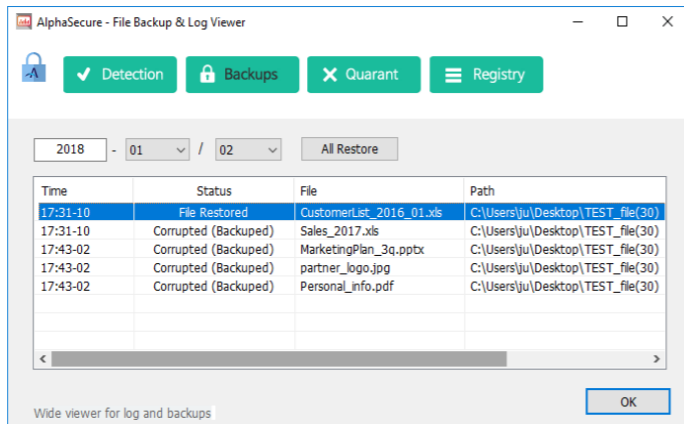 AlphaSecure - File Backup & Log Viewer
Detection Backups Quarant Registry
2018 - 01 / 02 All Restore
Time Status File Path
17:31-10 File Restored CustomerList_2016_01.xls C:\Users\ju\Desktop\TEST_file(30)
17:31-10 Corrupted (Backuped) Sales_2017.xls C:\Users\ju\Desktop\TEST_file(30)
17:43-02 Corrupted (Backuped) MarketingPlan_3q.pptx C:\Users\ju\Desktop\TEST_file(30)
17:43-02 Corrupted (Backuped) partner_logo.jpg C:\Users\ju\Desktop\TEST_file(30)
17:43-02 Corrupted (Backuped) Personal_info.pdf C:\Users\ju\Desktop\TEST_file(30)
OK
Wide viewer for log and backups